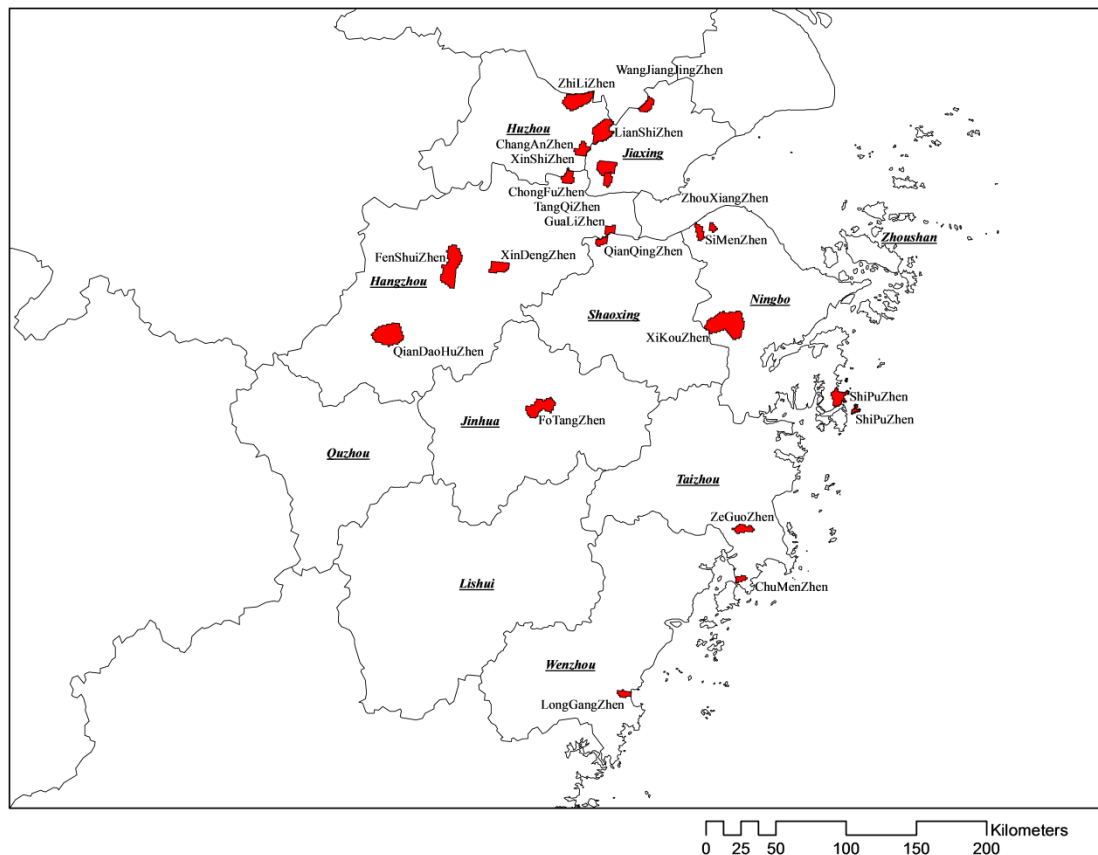 WangJiangJingZhen
ZhiLiZhen
Huzhou
LianShiZhen
ChangAnZhen
Jiaxing
XinShiZhen
ChongFuZhen
TangQiZhen
ZhouXiangZhen
GuaLiZhen
SiMenZhen
Zhoushan
QianQingZhen
FenShuiZhen
XinDengZhen
Hangzhou
Ningbo
Shaoxing
XiKouZhen
QianDaoHuZhen
ShiPuZhen
ShiPuZhen
Jinhua
FoTangZhen
Quzhou
Taizhou
ZeGuoZhen
Lishui
ChuMenZhen
Wenzhou
LongGangZhen
Kilometers
0 25 50 100 150 200